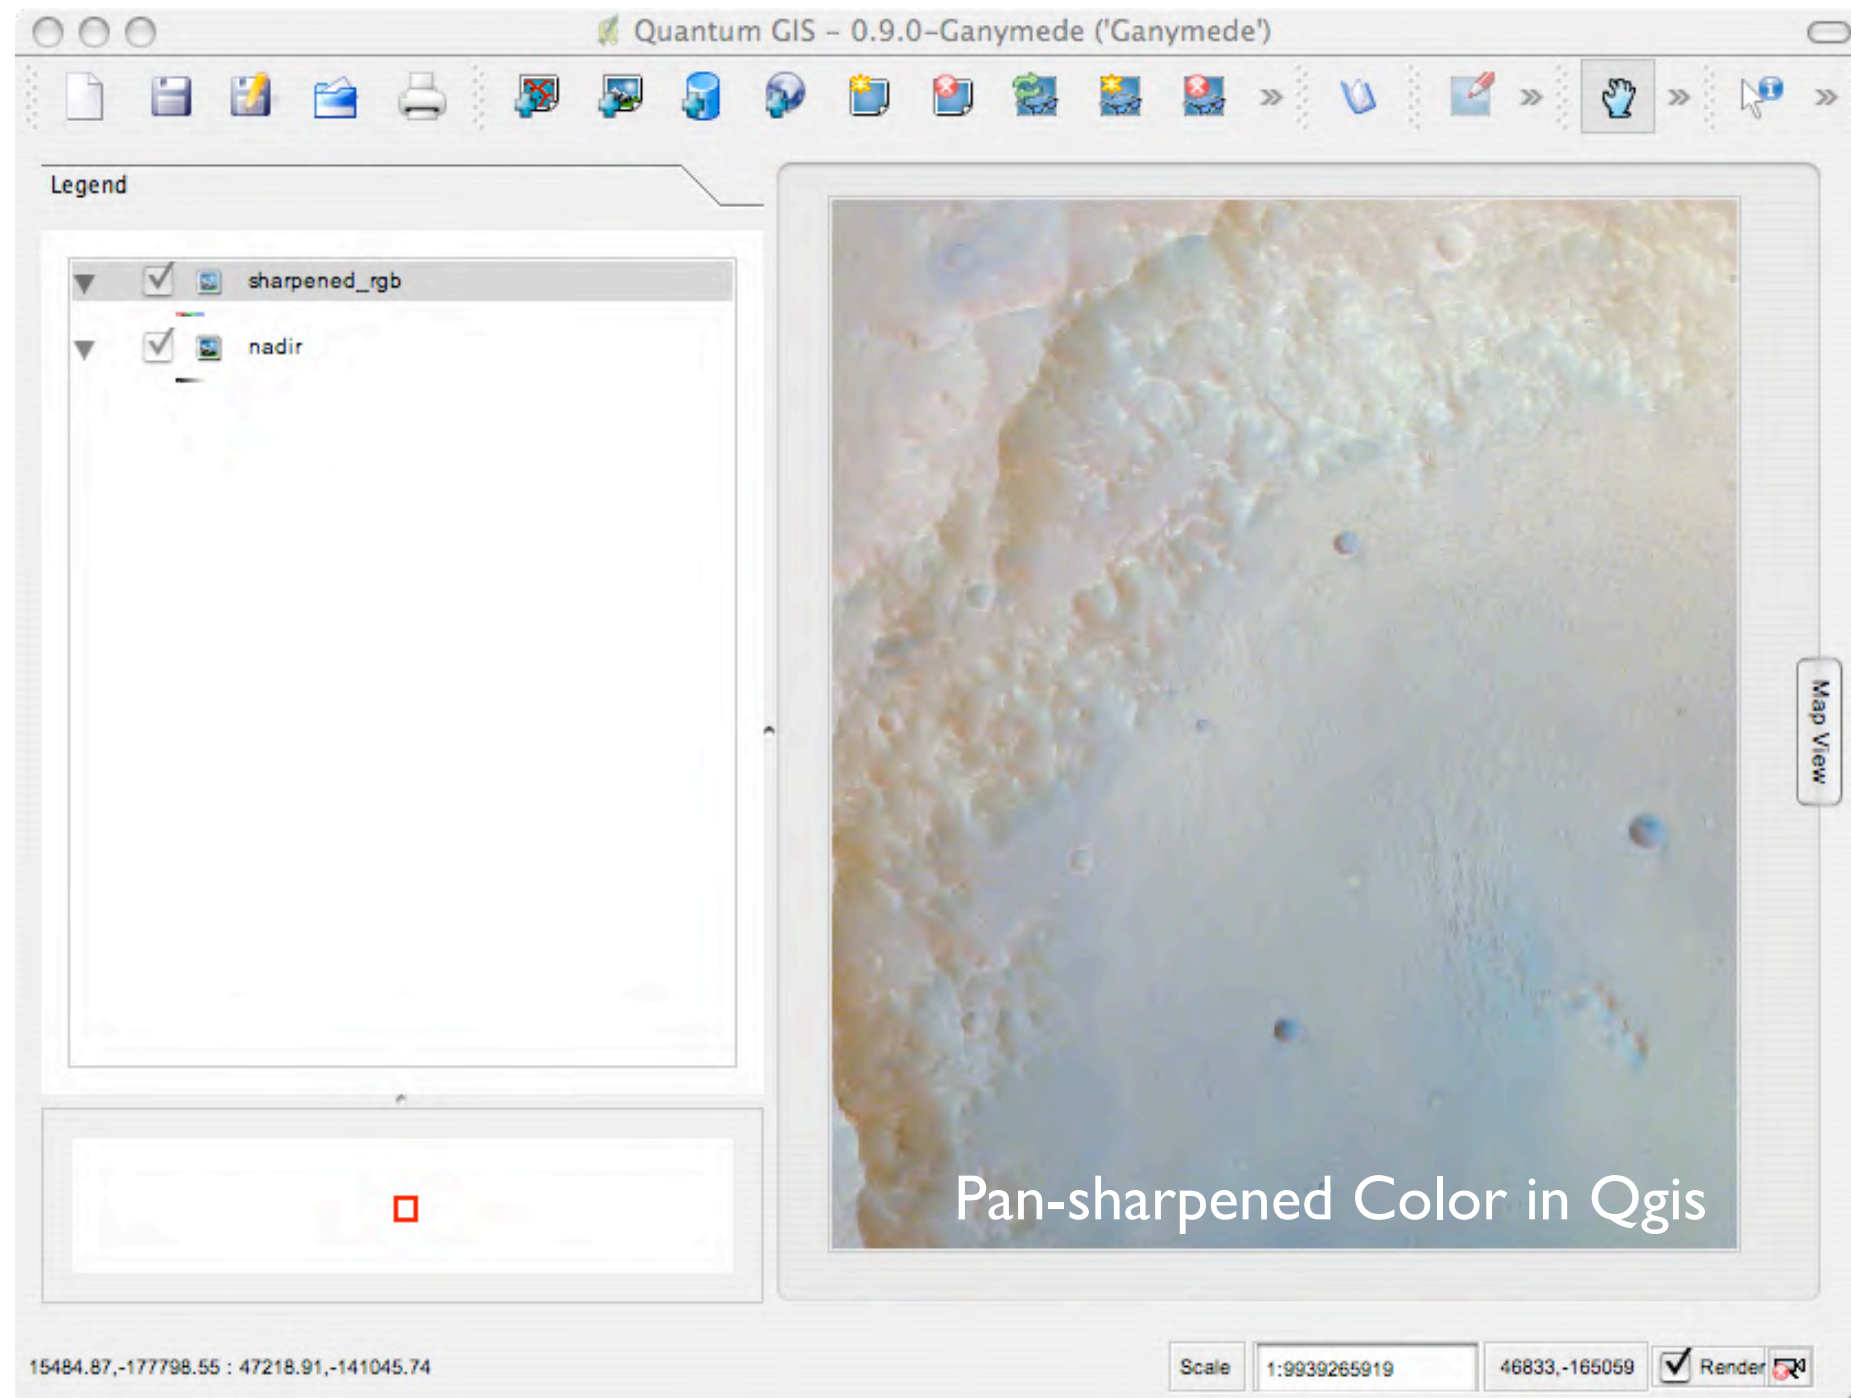 Quantum GIS - 0.9.0-Ganymede ('Ganymede')
Legend
sharpened_rgb
nadir
Map View
Pan-sharpened Color in Qgis
15484.87,-177798.55 : 47218.91,-141045.74
Scale
1:9939265919
46833,-165059
Render